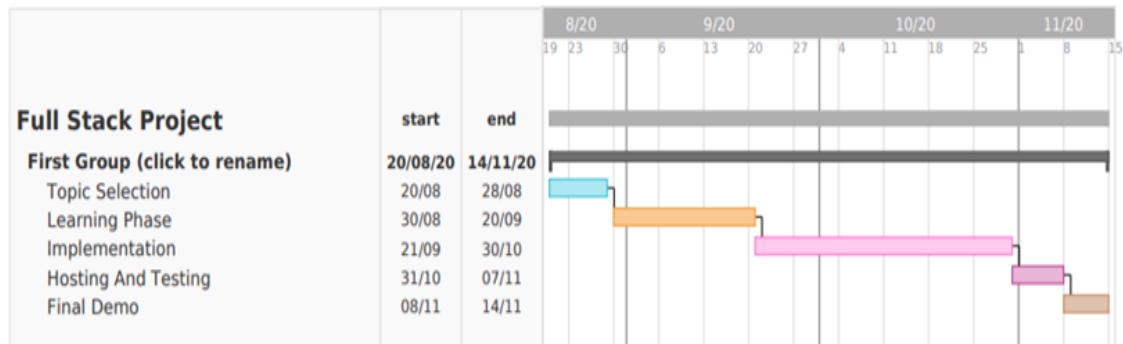 8/20 9/20 10/20 11/20
19 23 30 6 13 20 27 4 11 18 25 1 8 15
Full Stack Project start end
First Group (click to rename) 20/08/20 14/11/20
Topic Selection 20/08 28/08
Learning Phase 30/08 20/09
Implementation 21/09 30/10
Hosting And Testing 31/10 07/11
Final Demo 08/11 14/11